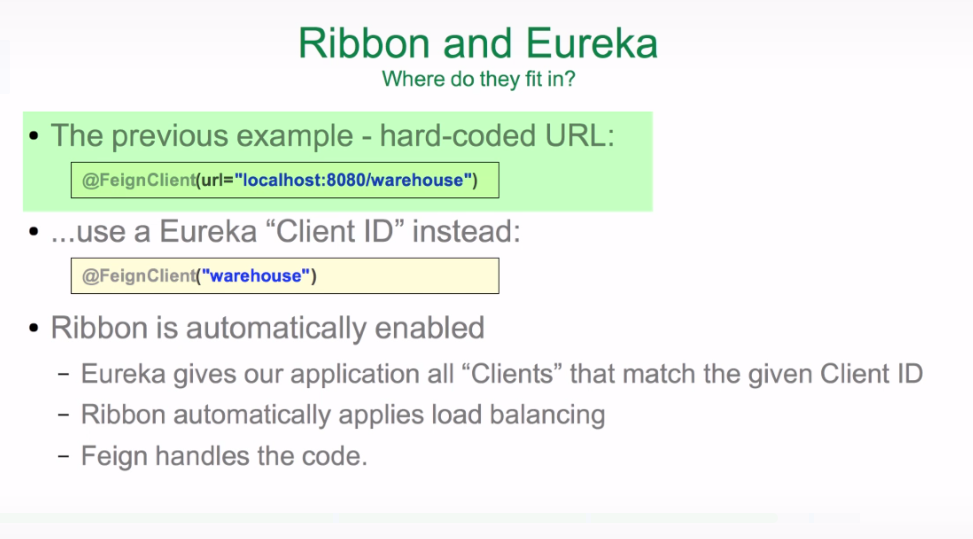 Ribbon and Eureka
Where do they fit in?
• The previous example - hard-coded URL:
@FeignClient(url="localhost:8080/warehouse")
• ...use a Eureka “Client ID” instead:
@FeignClient("warehouse")
• Ribbon is automatically enabled
– Eureka gives our application all “Clients” that match the given Client ID
– Ribbon automatically applies load balancing
– Feign handles the code.